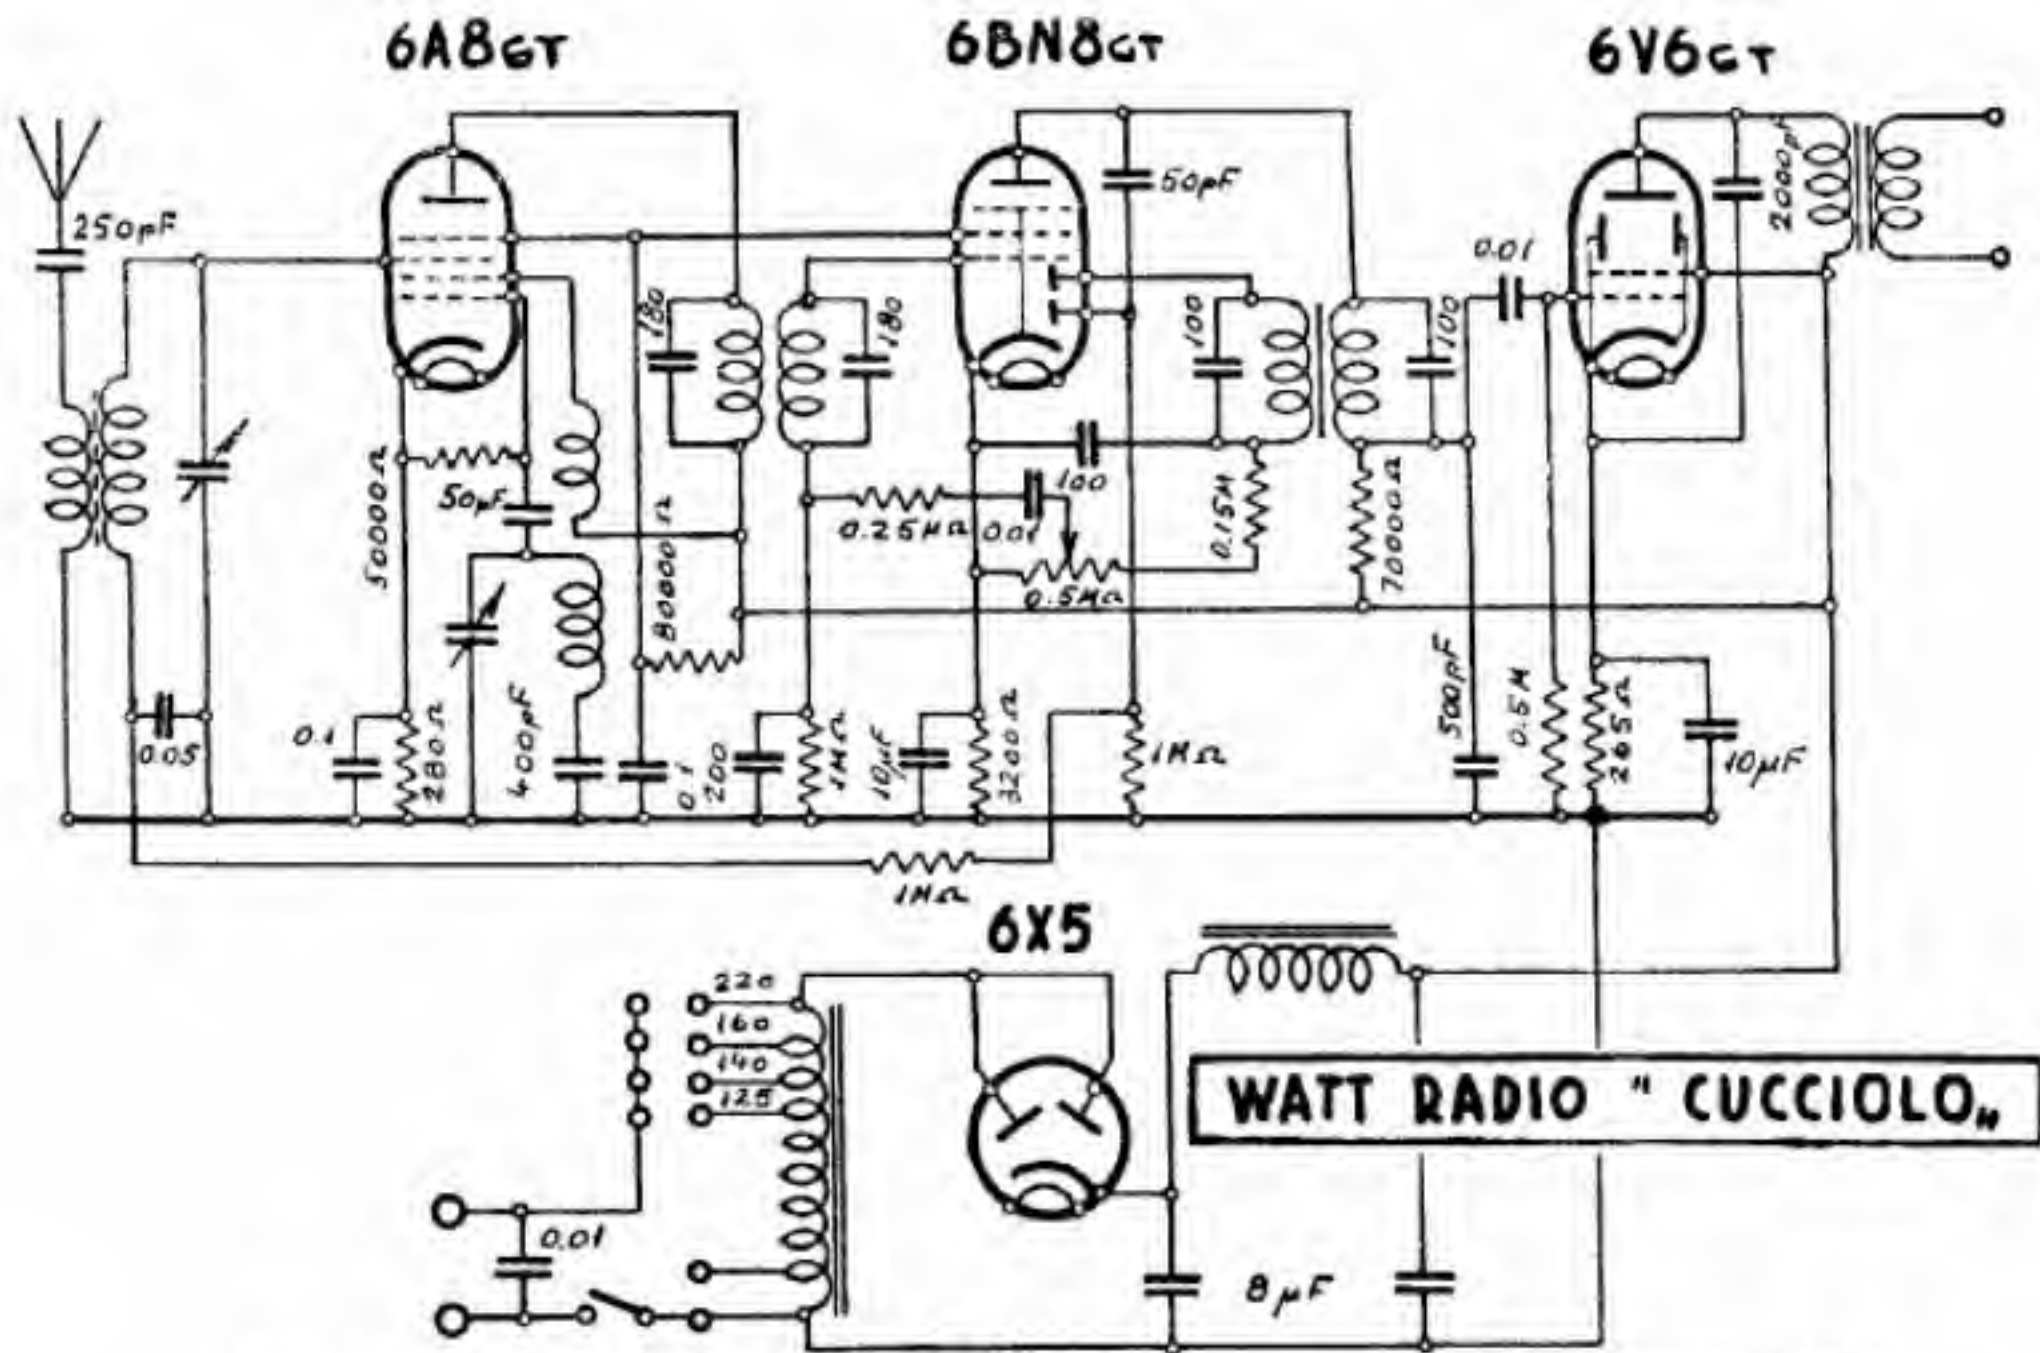 6A8GT
6BN8GT
6V6GT
250pF
50pF
2000pF
0.01
180
180
100
100
50000Ω
50pF
80000Ω
0.25MΩ
0.01
100
0.5MΩ
0.15M
70000Ω
0.05
0.1
280Ω
400pF
0.1
200
1MΩ
10µF
3200Ω
1MΩ
500pF
0.5M
265Ω
10µF
1MΩ
6X5
220
160
140
125
WATT RADIO "CUCCIOLO„
0.01
8µF